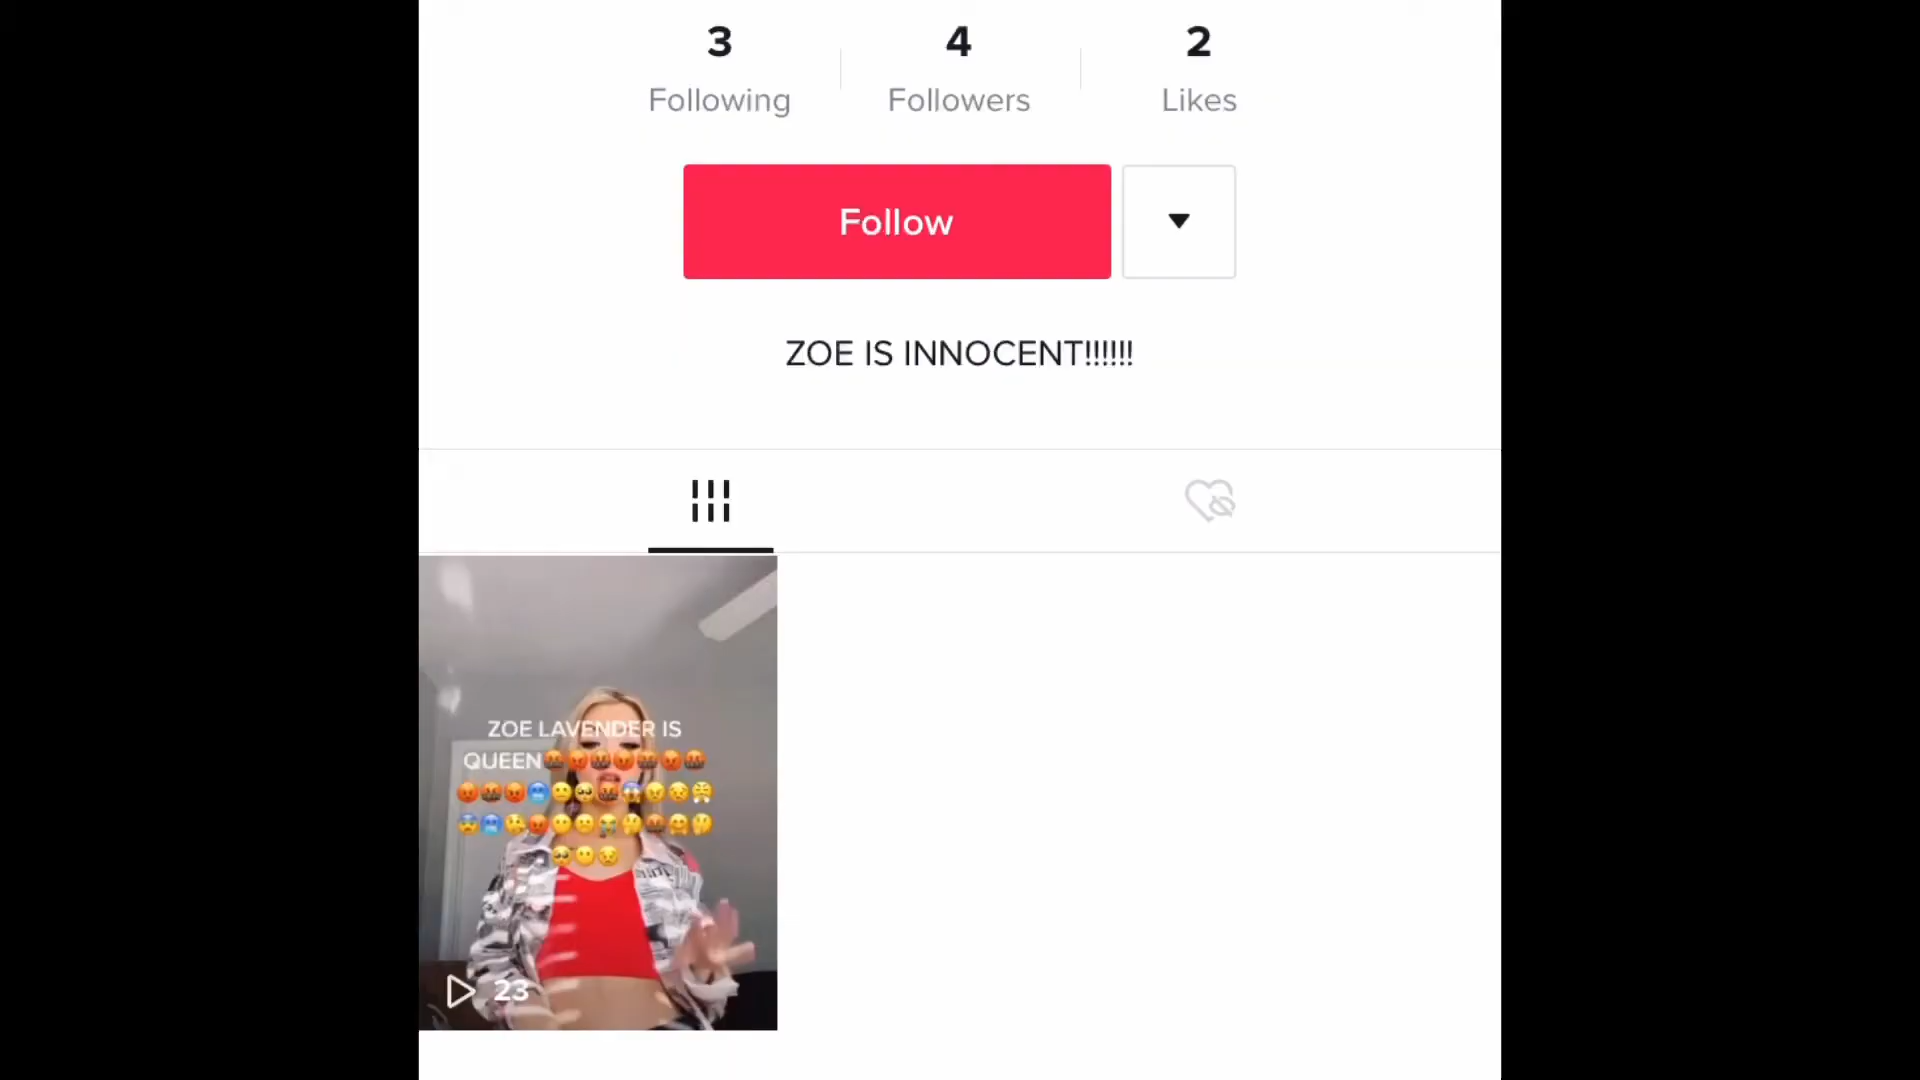 3 4 2
Following Followers Likes
Follow
ZOE IS INNOCENT!!!!!!
ZOE LAVENDER IS
QUEEN🤬😡🤬😡🤬😡🤬
😡🤬😡🥶😕🥺🤬😱😠😣😤
😨🥶🧐😡😶☹️😭🤔🤬🤗🤔
🥺😶😣
23